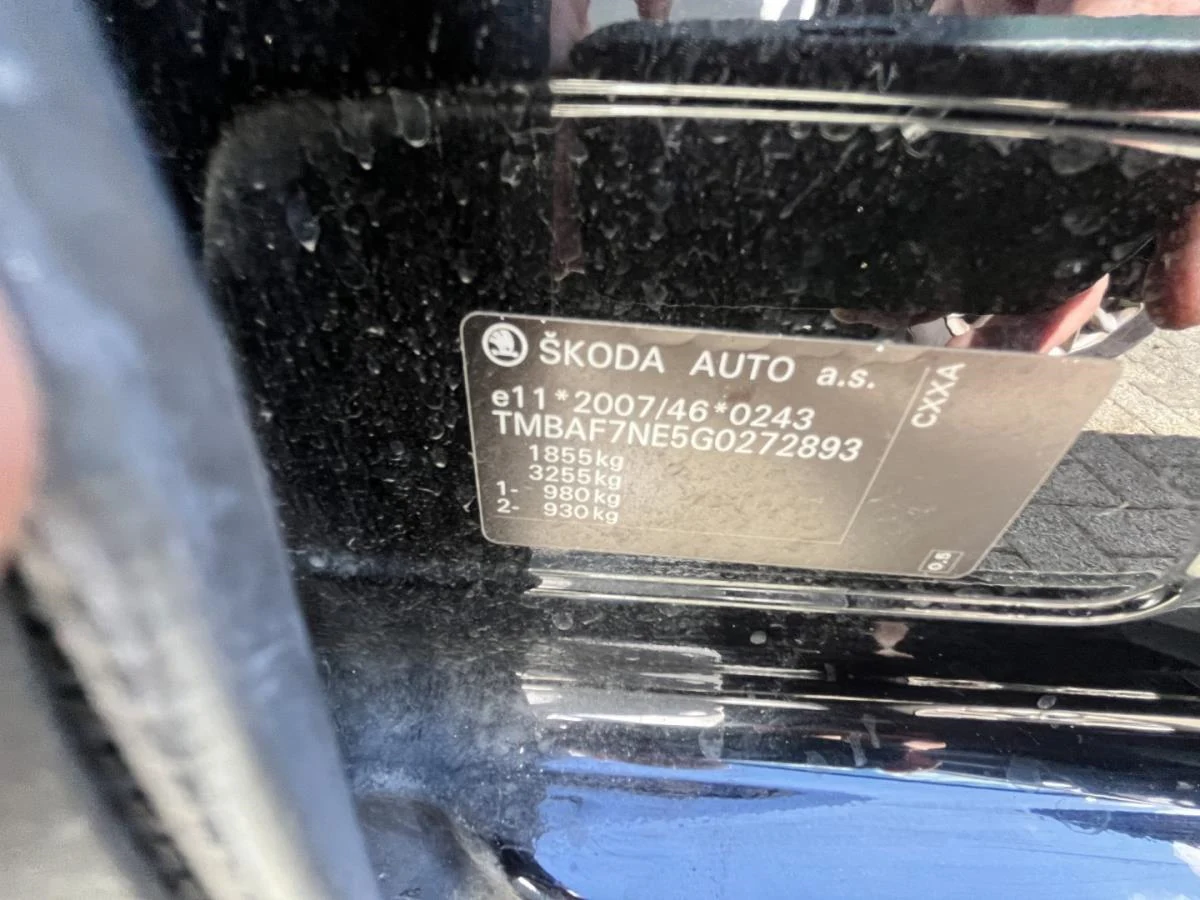 ŠKODA AUTO a.s.
e11*2007/46*0243
TMBAF7NE5G0272893
1855kg
3255kg
1- 980kg
2- 930kg
CXXA
0,5